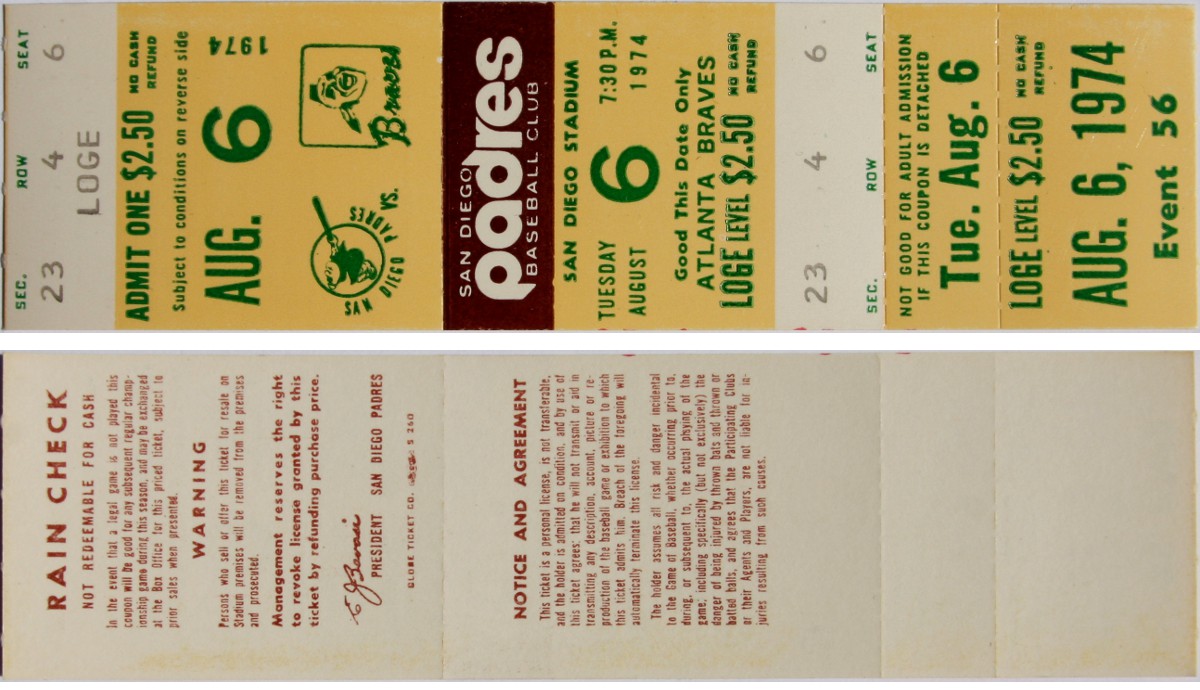 SEC. ROW SEAT
23 4 6
LOGE
ADMIT ONE $2.50 NO CASH REFUND
Subject to conditions on reverse side
AUG. 6 1974
SAN DIEGO PADRES VS. Braves
SAN DIEGO
padres
BASEBALL CLUB
SAN DIEGO STADIUM
TUESDAY 6 7:30 P.M.
AUGUST 1974
Good This Date Only
ATLANTA BRAVES
LOGE LEVEL $2.50 NO CASH REFUND
23 4 6
SEC. ROW SEAT
NOT GOOD FOR ADULT ADMISSION
IF THIS COUPON IS DETACHED
Tue. Aug. 6
LOGE LEVEL $2.50 NO CASH REFUND
AUG. 6, 1974
Event 56
RAIN CHECK
NOT REDEEMABLE FOR CASH
In the event that a legal game is not played this
coupon will be good for any subsequent regular champ-
ionship game during this season, and may be exchanged
at the Box Office for this priced ticket, subject to
prior sales when presented.
WARNING
Persons who sell or offer this ticket for resale on
Stadium premises will be removed from the premises
and prosecuted.
Management reserves the right
to revoke license granted by this
ticket by refunding purchase price.
PRESIDENT SAN DIEGO PADRES
GLOBE TICKET CO. S 260
NOTICE AND AGREEMENT
This ticket is a personal license, is not transferable,
and the holder is admitted on condition, and by use of
this ticket agrees; that he will not transmit or aid in
transmitting any description, account, picture or re-
production of the baseball game or exhibition to which
this ticket admits him. Breach of the foregoing will
automatically terminate this license.
The holder assumes all risk and danger incidental
to the Game of Baseball, whether occurring prior to,
during, or subsequent to, the actual playing of the
game; including specifically (but not exclusively) the
danger of being injured by thrown bats and thrown or
batted balls, and agrees that the Participating Clubs
or their Agents and Players, are not liable for in-
juries resulting from such causes.